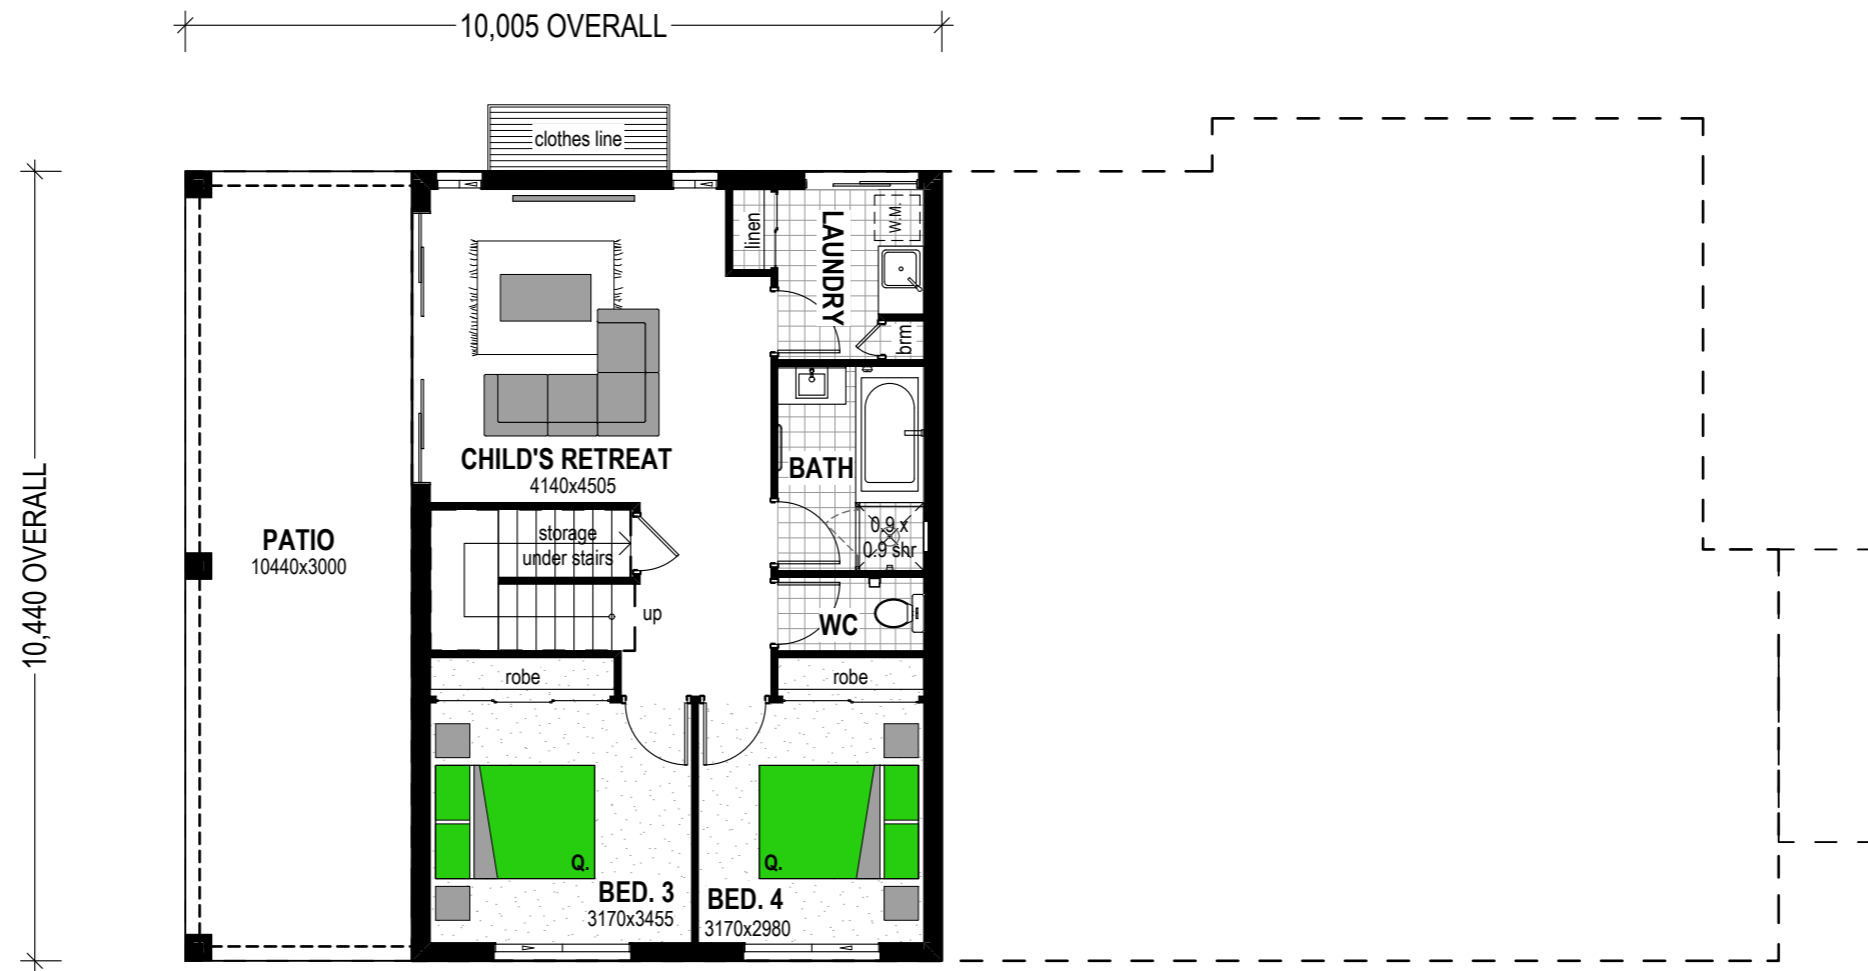 10,005 OVERALL
clothes line
10,440 OVERALL
linen
LAUNDRY
W.M.
brm
CHILD'S RETREAT
4140x4505
BATH
0.9 x
0.9 shr
PATIO
10440x3000
storage
under stairs
up
WC
robe
robe
Q.
Q.
BED. 3
3170x3455
BED. 4
3170x2980